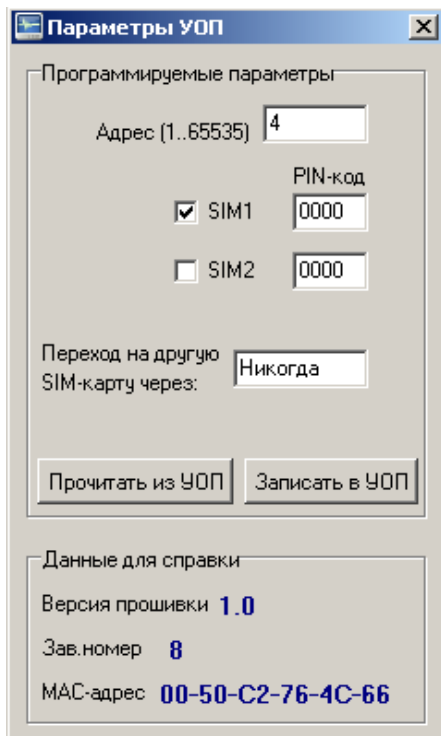 Параметры УОП
Программируемые параметры
Адрес (1..65535) 4
PIN-код
SIM1 0000
SIM2 0000
Переход на другую
SIM-карту через: Никогда
Прочитать из УОП Записать в УОП
Данные для справки
Версия прошивки 1.0
Зав.номер 8
MAC-адрес 00-50-C2-76-4C-66